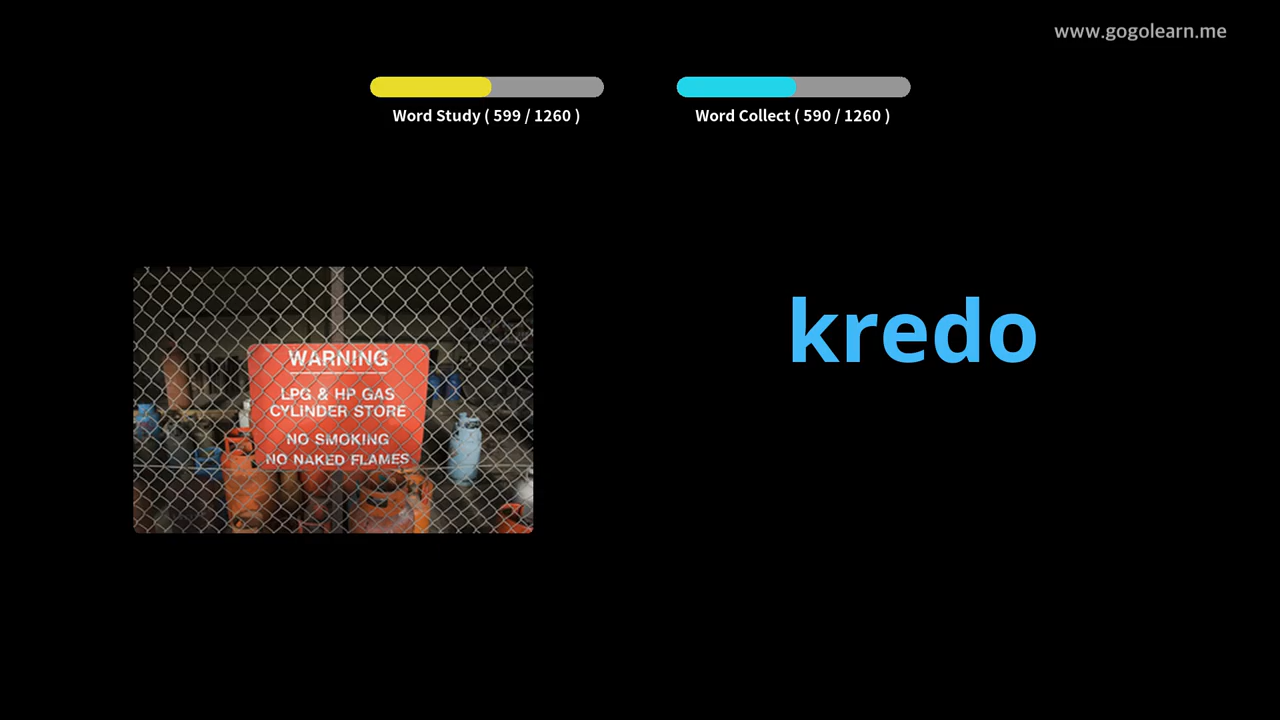 www.gogolearn.me
Word Study ( 599 / 1260 )
Word Collect ( 590 / 1260 )
WARNING
LPG & HP GAS
CYLINDER STORE
NO SMOKING
NO NAKED FLAMES
kredo